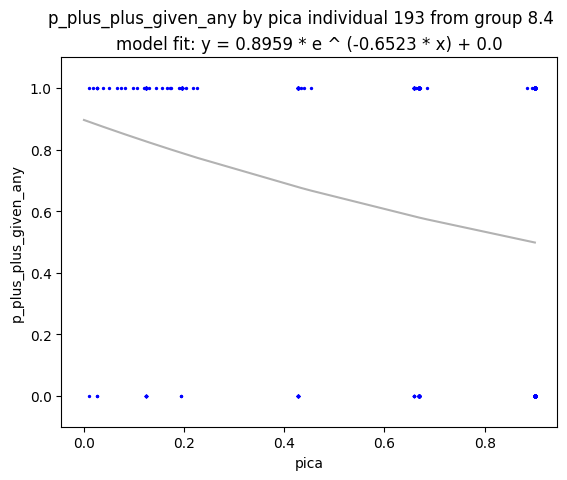 p_plus_plus_given_any by pica individual 193 from group 8.4
model fit: y = 0.8959 * e ^ (-0.6523 * x) + 0.0
p_plus_plus_given_any
1.0
0.8
0.6
0.4
0.2
0.0
0.0 0.2 0.4 0.6 0.8
pica